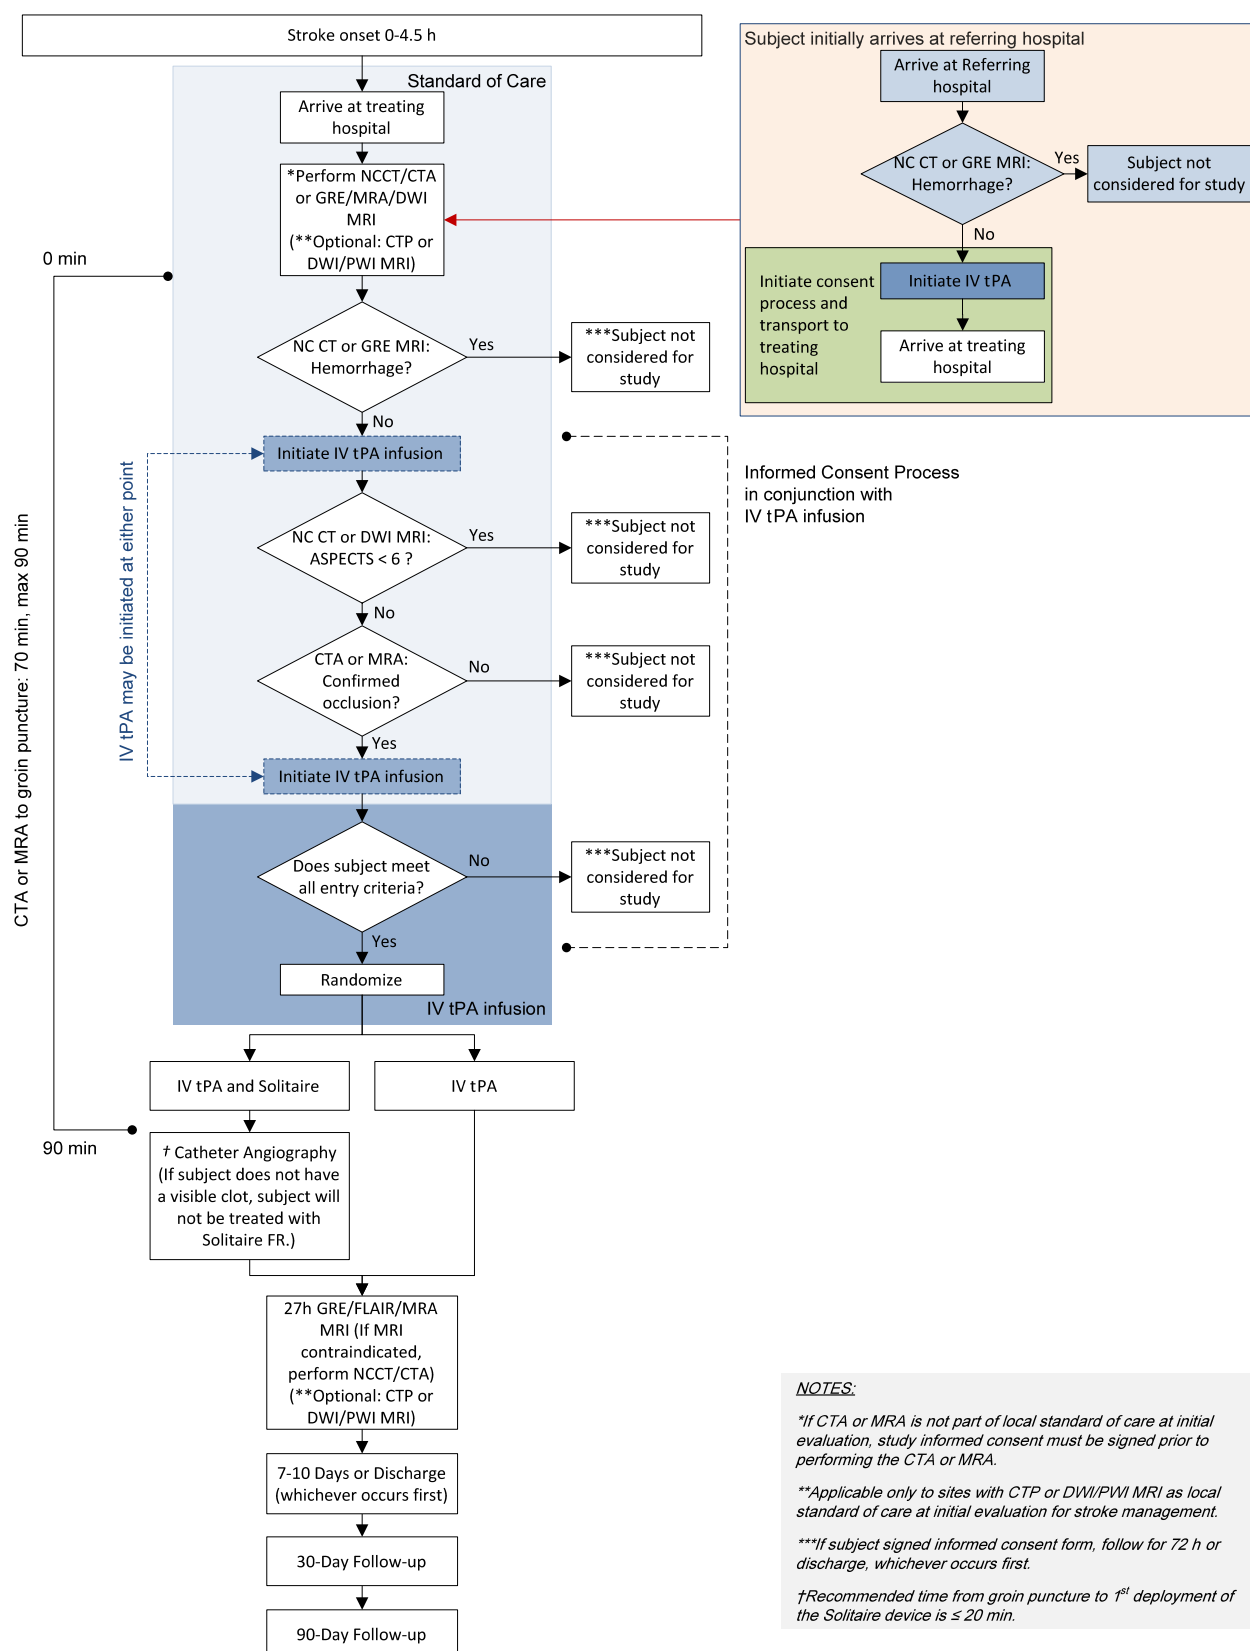 Stroke onset 0-4.5 h
Standard of Care
Arrive at treating
hospital
*Perform NCCT/CTA
or GRE/MRA/DWI
MRI
(**Optional: CTP or
DWI/PWI MRI)
0 min
NC CT or GRE MRI:
Hemorrhage?
Yes
***Subject not
considered for
study
No
Initiate IV tPA infusion
NC CT or DWI MRI:
ASPECTS < 6 ?
Yes
***Subject not
considered for
study
No
CTA or MRA:
Confirmed
occlusion?
No
***Subject not
considered for
study
Yes
Initiate IV tPA infusion
IV tPA may be initiated at either point
CTA or MRA to groin puncture: 70 min, max 90 min
Does subject meet
all entry criteria?
No
***Subject not
considered for
study
Yes
Randomize
IV tPA infusion
IV tPA and Solitaire
IV tPA
90 min
† Catheter Angiography
(If subject does not have
a visible clot, subject will
not be treated with
Solitaire FR.)
27h GRE/FLAIR/MRA
MRI (If MRI
contraindicated,
perform NCCT/CTA)
(**Optional: CTP or
DWI/PWI MRI)
7-10 Days or Discharge
(whichever occurs first)
30-Day Follow-up
90-Day Follow-up
Subject initially arrives at referring hospital
Arrive at Referring
hospital
NC CT or GRE MRI:
Hemorrhage?
Yes
Subject not
considered for study
No
Initiate consent
process and
transport to
treating
hospital
Initiate IV tPA
Arrive at treating
hospital
Informed Consent Process
in conjunction with
IV tPA infusion
NOTES:
*If CTA or MRA is not part of local standard of care at initial
evaluation, study informed consent must be signed prior to
performing the CTA or MRA.
**Applicable only to sites with CTP or DWI/PWI MRI as local
standard of care at initial evaluation for stroke management.
***If subject signed informed consent form, follow for 72 h or
discharge, whichever occurs first.
†Recommended time from groin puncture to 1st deployment of
the Solitaire device is ≤ 20 min.